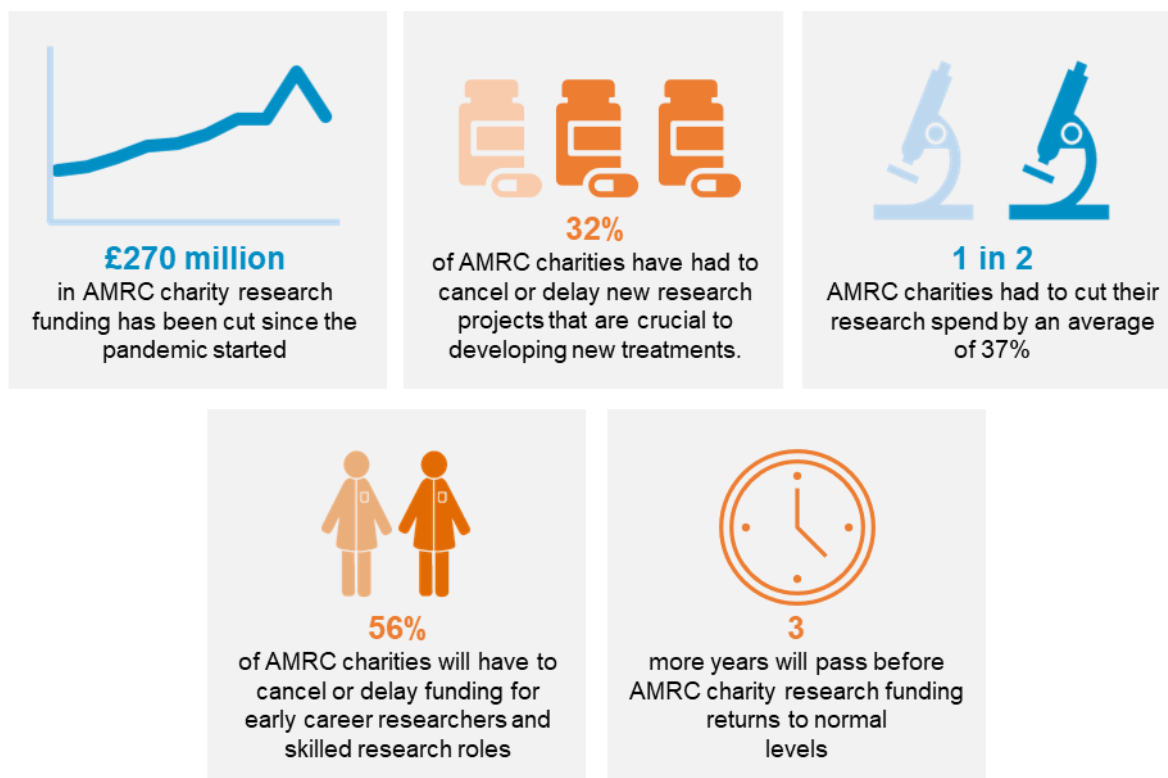 £270 million
in AMRC charity research
funding has been cut since the
pandemic started
32%
of AMRC charities have had to
cancel or delay new research
projects that are crucial to
developing new treatments.
1 in 2
AMRC charities had to cut their
research spend by an average
of 37%
56%
of AMRC charities will have to
cancel or delay funding for
early career researchers and
skilled research roles
3
more years will pass before
AMRC charity research funding
returns to normal
levels